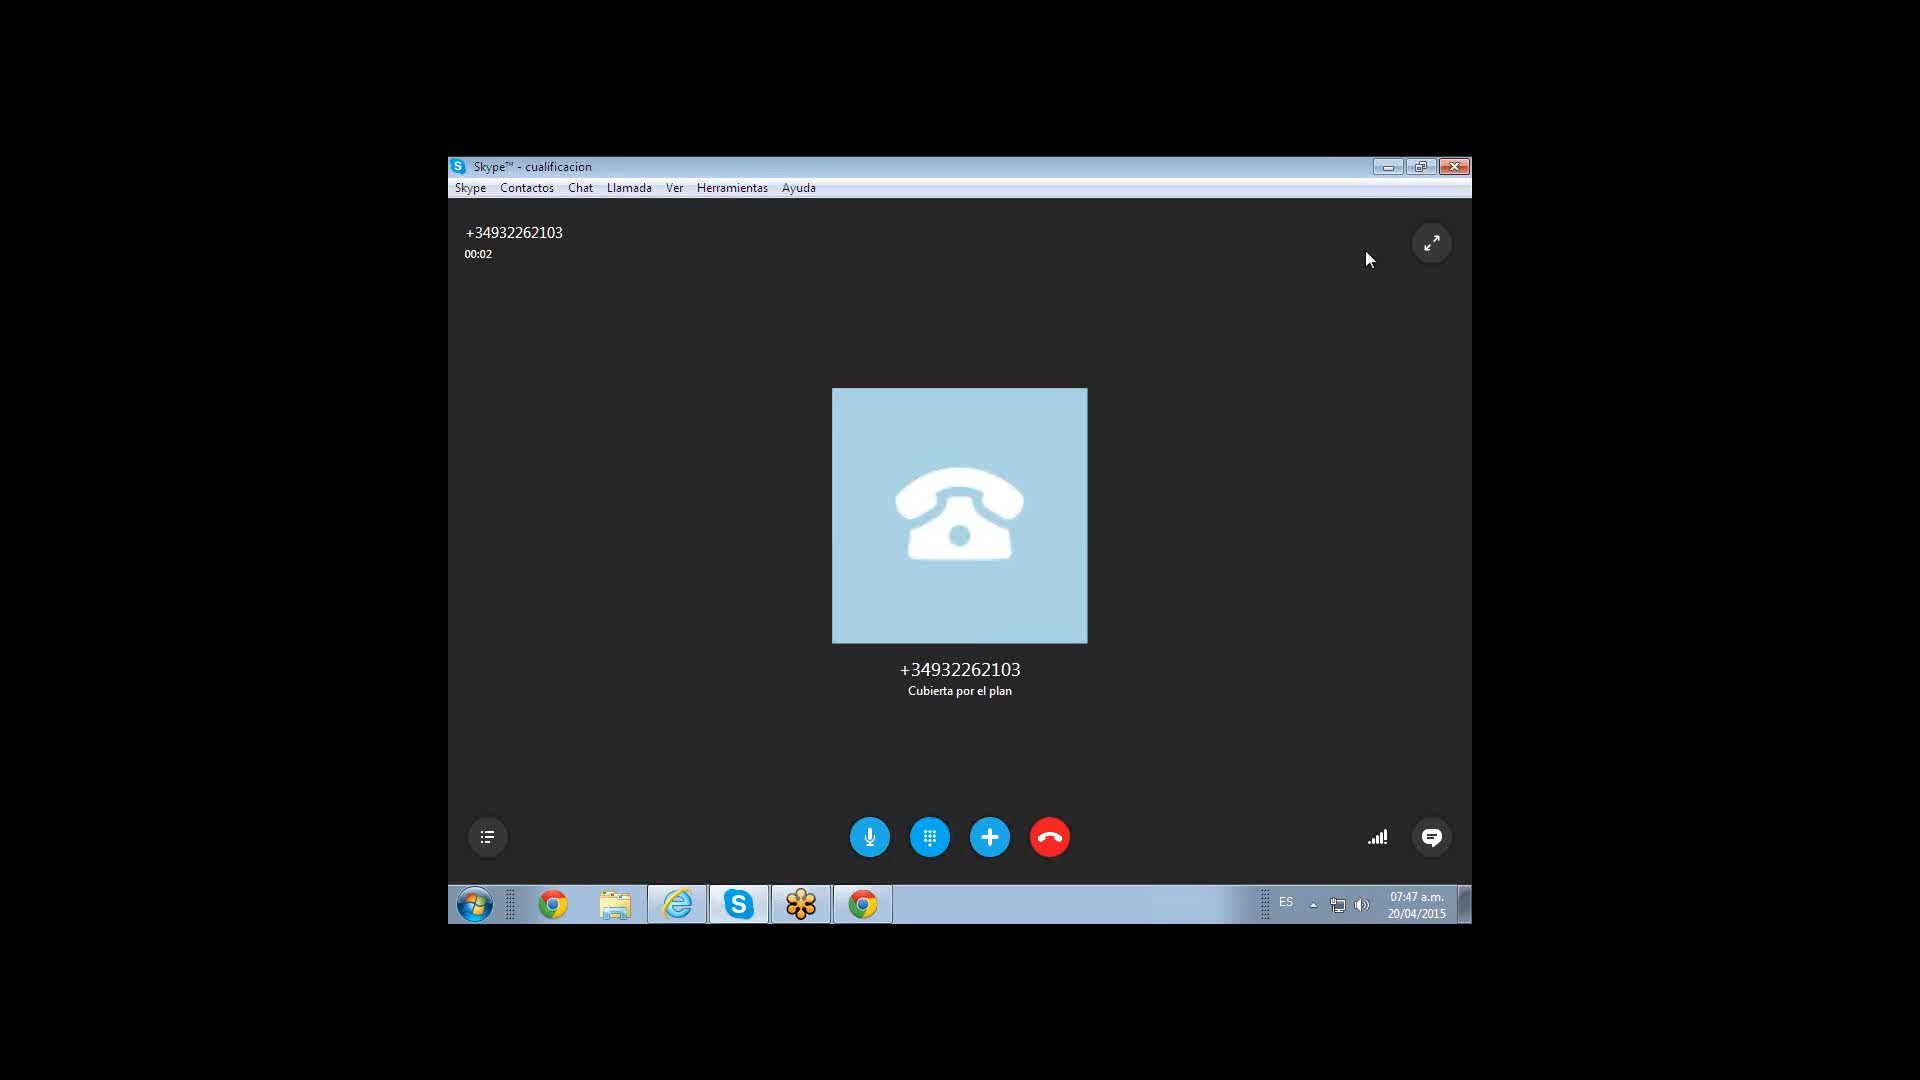 Skype™ - cualificacion
Skype Contactos Chat Llamada Ver Herramientas Ayuda
+34932262103
00:02
+34932262103
Cubierta por el plan
ES
07:47 a.m.
20/04/2015